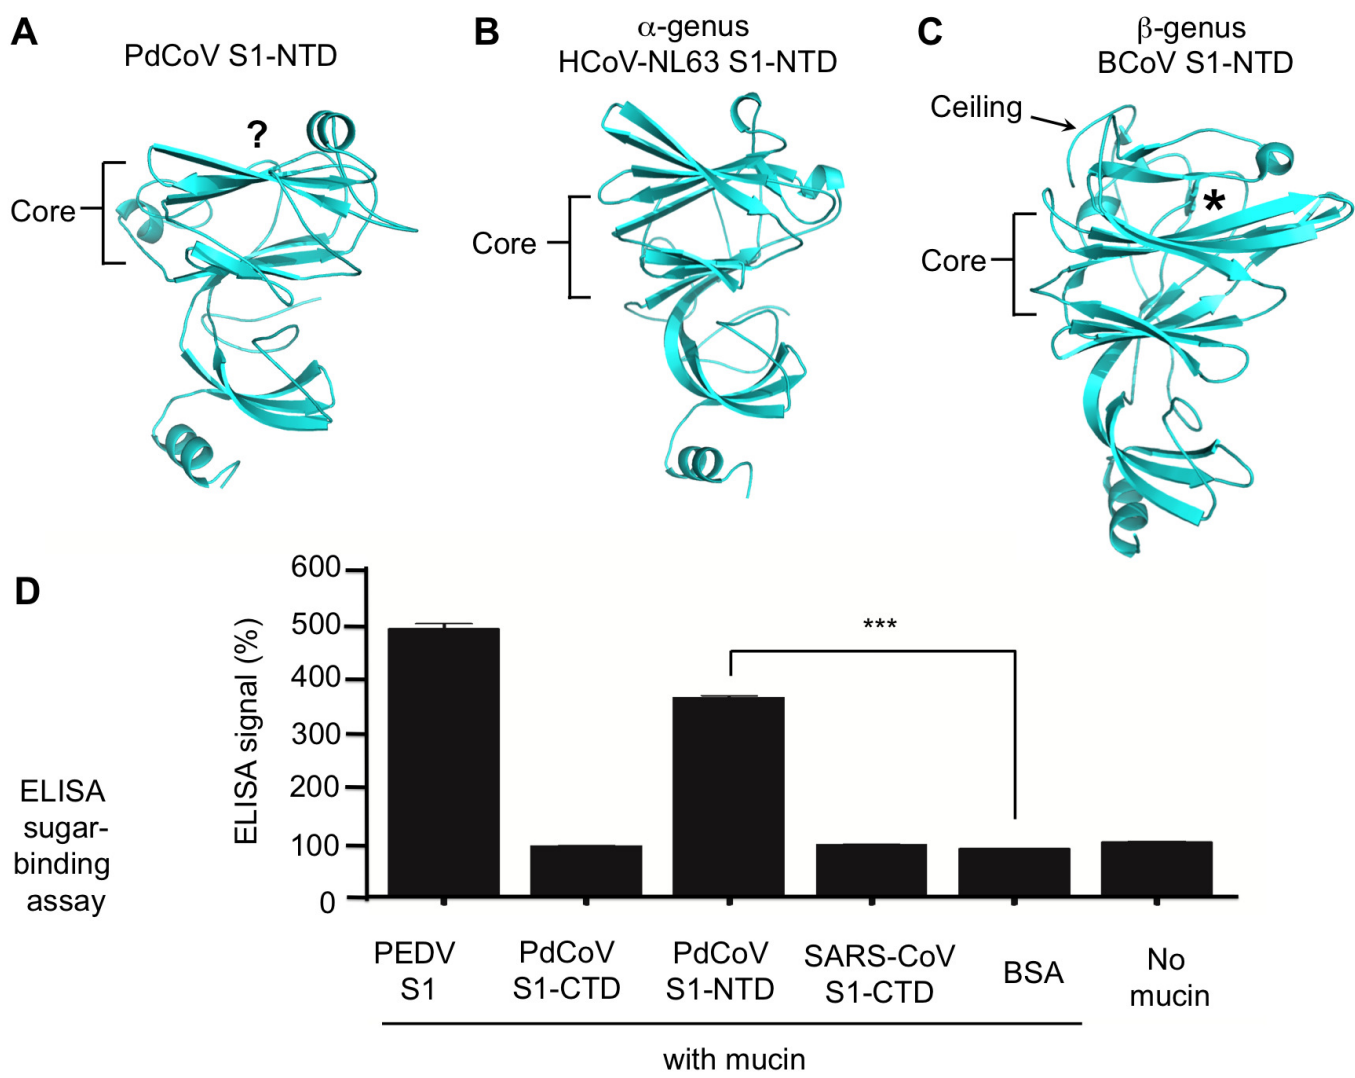 A
PdCoV S1-NTD
?
Core
B
α-genus
HCoV-NL63 S1-NTD
Core
C
β-genus
BCoV S1-NTD
Ceiling
*
Core
D
ELISA
sugar-
binding
assay
ELISA signal (%)
600
500
400
300
200
100
0
***
PEDV
S1
PdCoV
S1-CTD
PdCoV
S1-NTD
SARS-CoV
S1-CTD
BSA
No
mucin
with mucin